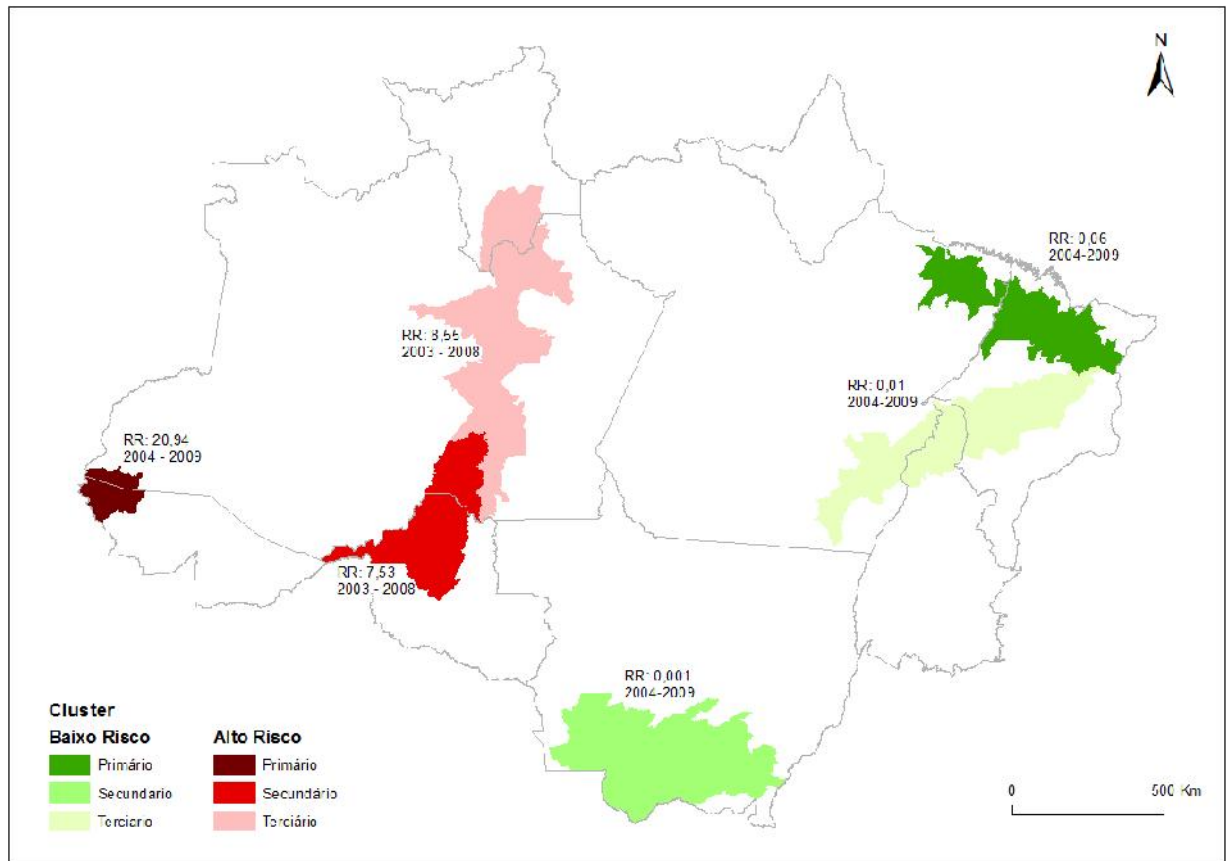 N
RR: 0,06
2004-2009
RR: 8,55
2003 - 2008
RR: 0,01
2004-2009
RR: 20,94
2004 - 2009
RR: 7,53
2003 - 2008
RR: 0,001
2004-2009
Cluster
Baixo Risco
Alto Risco
Primário
Primário
Secundario
Secundário
Terciario
Terciário
0
500 Km